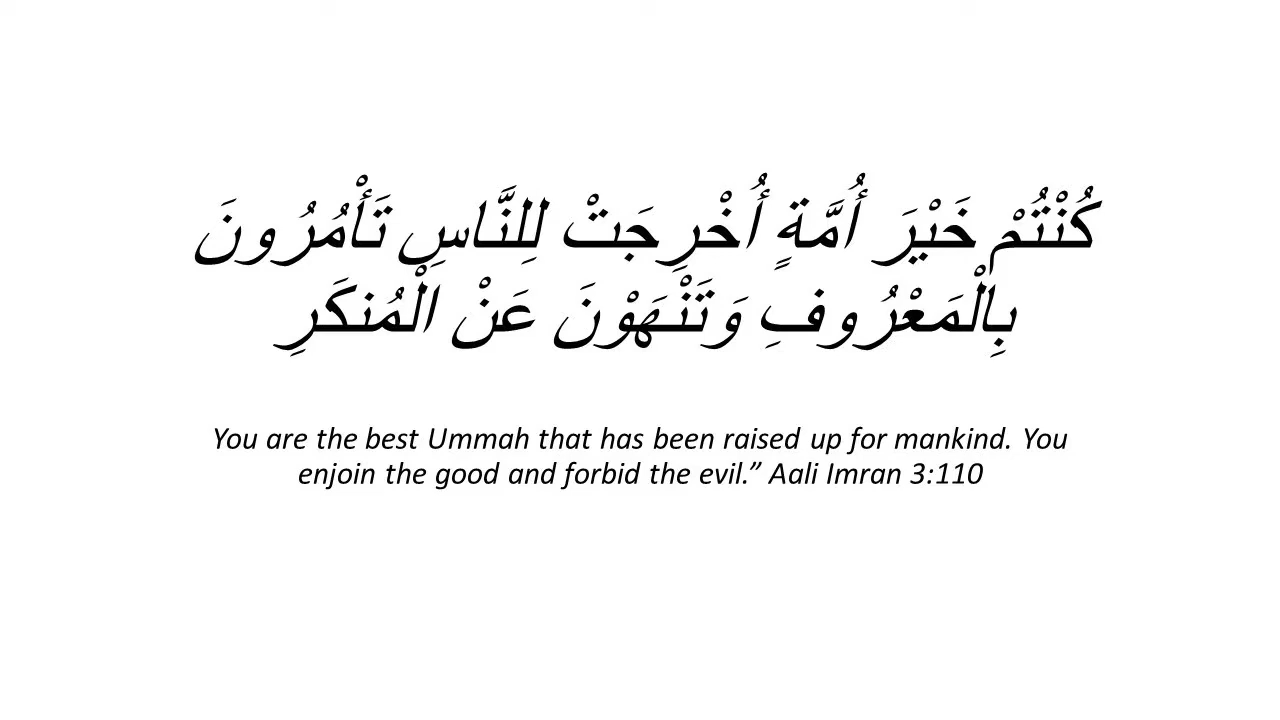 كُنْتُمْ خَيْرَ أُمَّةٍ أُخْرِجَتْ لِلنَّاسِ تَأْمُرُونَ
بِالْمَعْرُوفِ وَتَنْهَوْنَ عَنْ الْمُنكَرِ
You are the best Ummah that has been raised up for mankind. You
enjoin the good and forbid the evil.” Aali Imran 3:110